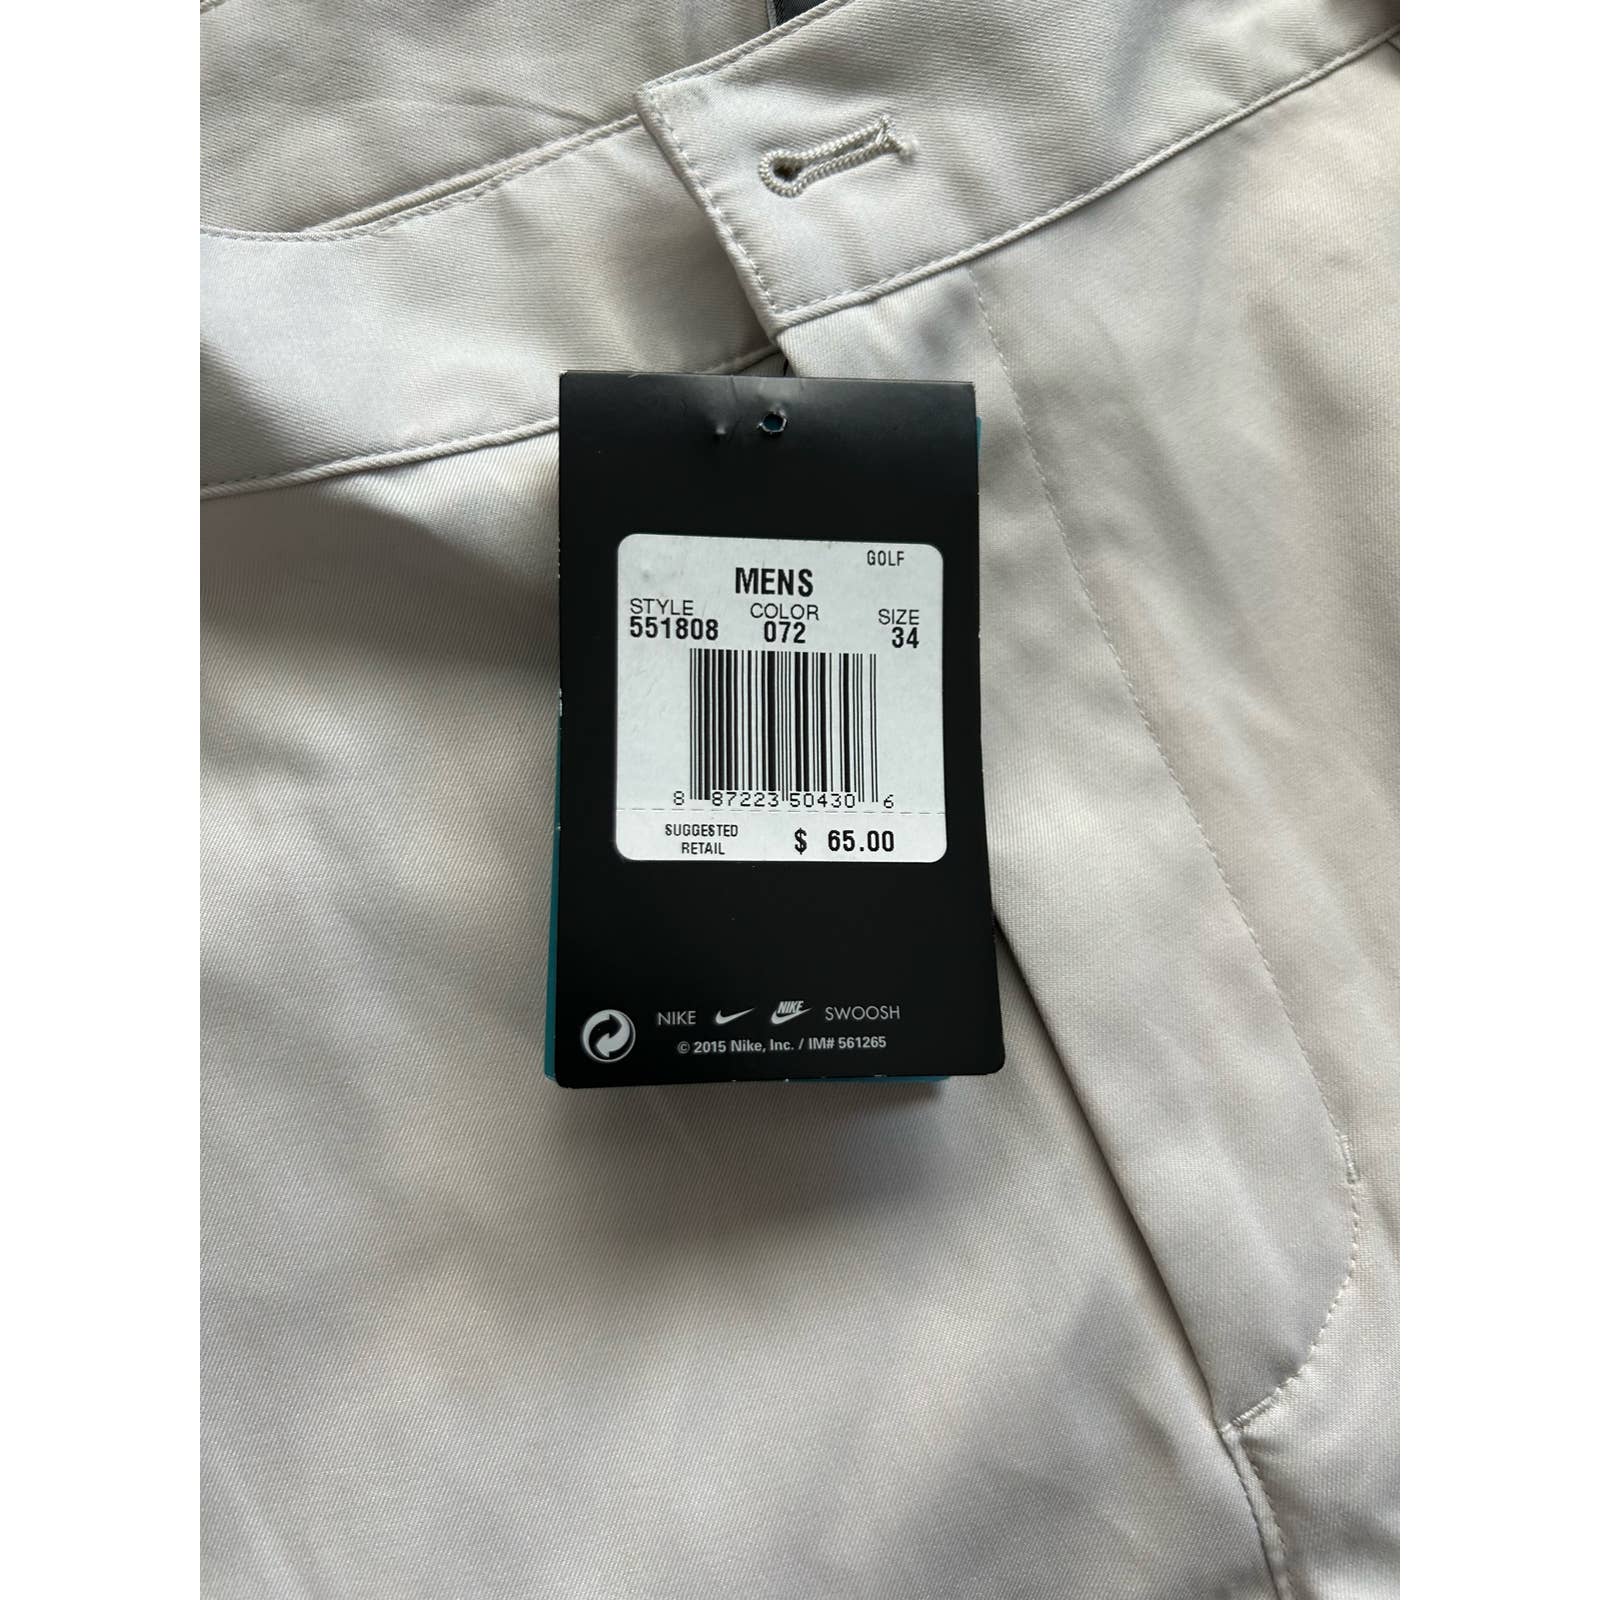 GOLF
MENS
STYLE COLOR SIZE
551808 072 34
8 87223 50430 6
SUGGESTED
RETAIL $ 65.00
NIKE NIKE SWOOSH
© 2015 Nike, Inc. / IM# 561265